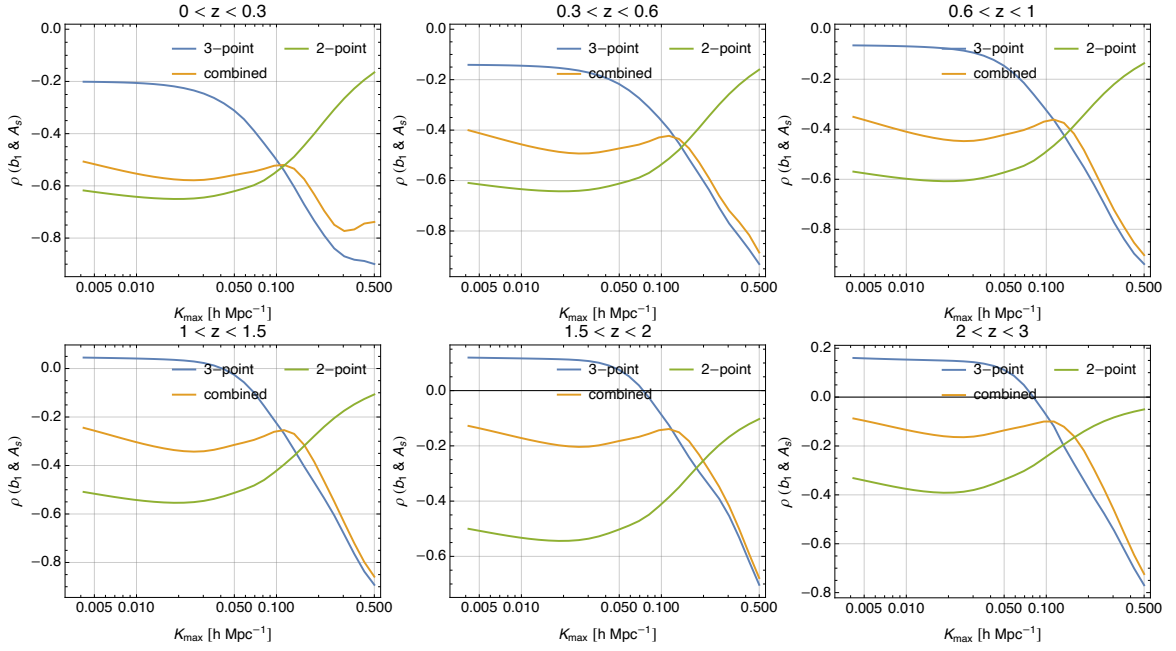 0 < z < 0.3
0.3 < z < 0.6
0.6 < z < 1
ρ (b₁ & Aₛ)
0.0
−0.2
−0.4
−0.6
−0.8
3−point
2−point
combined
0.005 0.010 0.050 0.100 0.500
K_max [h Mpc⁻¹]
ρ (b₁ & Aₛ)
0.0
−0.2
−0.4
−0.6
−0.8
3−point
2−point
combined
0.005 0.010 0.050 0.100 0.500
K_max [h Mpc⁻¹]
ρ (b₁ & Aₛ)
0.0
−0.2
−0.4
−0.6
−0.8
3−point
2−point
combined
0.005 0.010 0.050 0.100 0.500
K_max [h Mpc⁻¹]
1 < z < 1.5
1.5 < z < 2
2 < z < 3
ρ (b₁ & Aₛ)
0.0
−0.2
−0.4
−0.6
−0.8
3−point
2−point
combined
0.005 0.010 0.050 0.100 0.500
K_max [h Mpc⁻¹]
ρ (b₁ & Aₛ)
0.0
−0.2
−0.4
−0.6
3−point
2−point
combined
0.005 0.010 0.050 0.100 0.500
K_max [h Mpc⁻¹]
ρ (b₁ & Aₛ)
0.2
0.0
−0.2
−0.4
−0.6
−0.8
3−point
2−point
combined
0.005 0.010 0.050 0.100 0.500
K_max [h Mpc⁻¹]